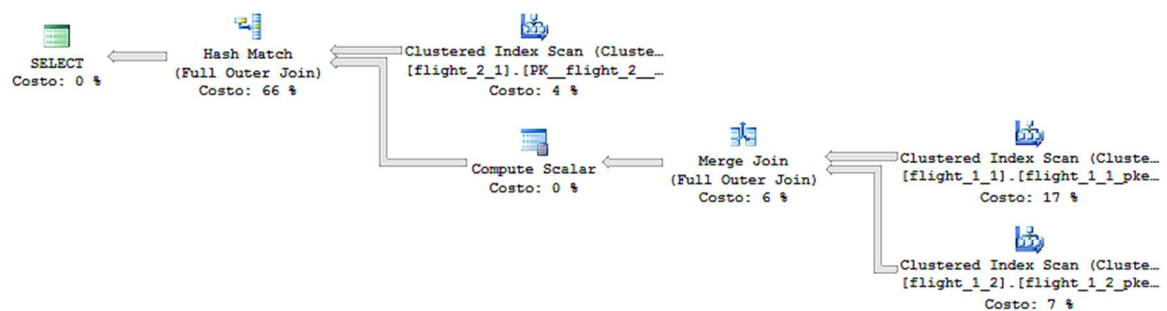 SELECT
Costo: 0 %
Hash Match
(Full Outer Join)
Costo: 66 %
Clustered Index Scan (Cluste…
[flight_2_1].[PK__flight_2__…
Costo: 4 %
Compute Scalar
Costo: 0 %
Merge Join
(Full Outer Join)
Costo: 6 %
Clustered Index Scan (Cluste…
[flight_1_1].[flight_1_1_pke…
Costo: 17 %
Clustered Index Scan (Cluste…
[flight_1_2].[flight_1_2_pke…
Costo: 7 %